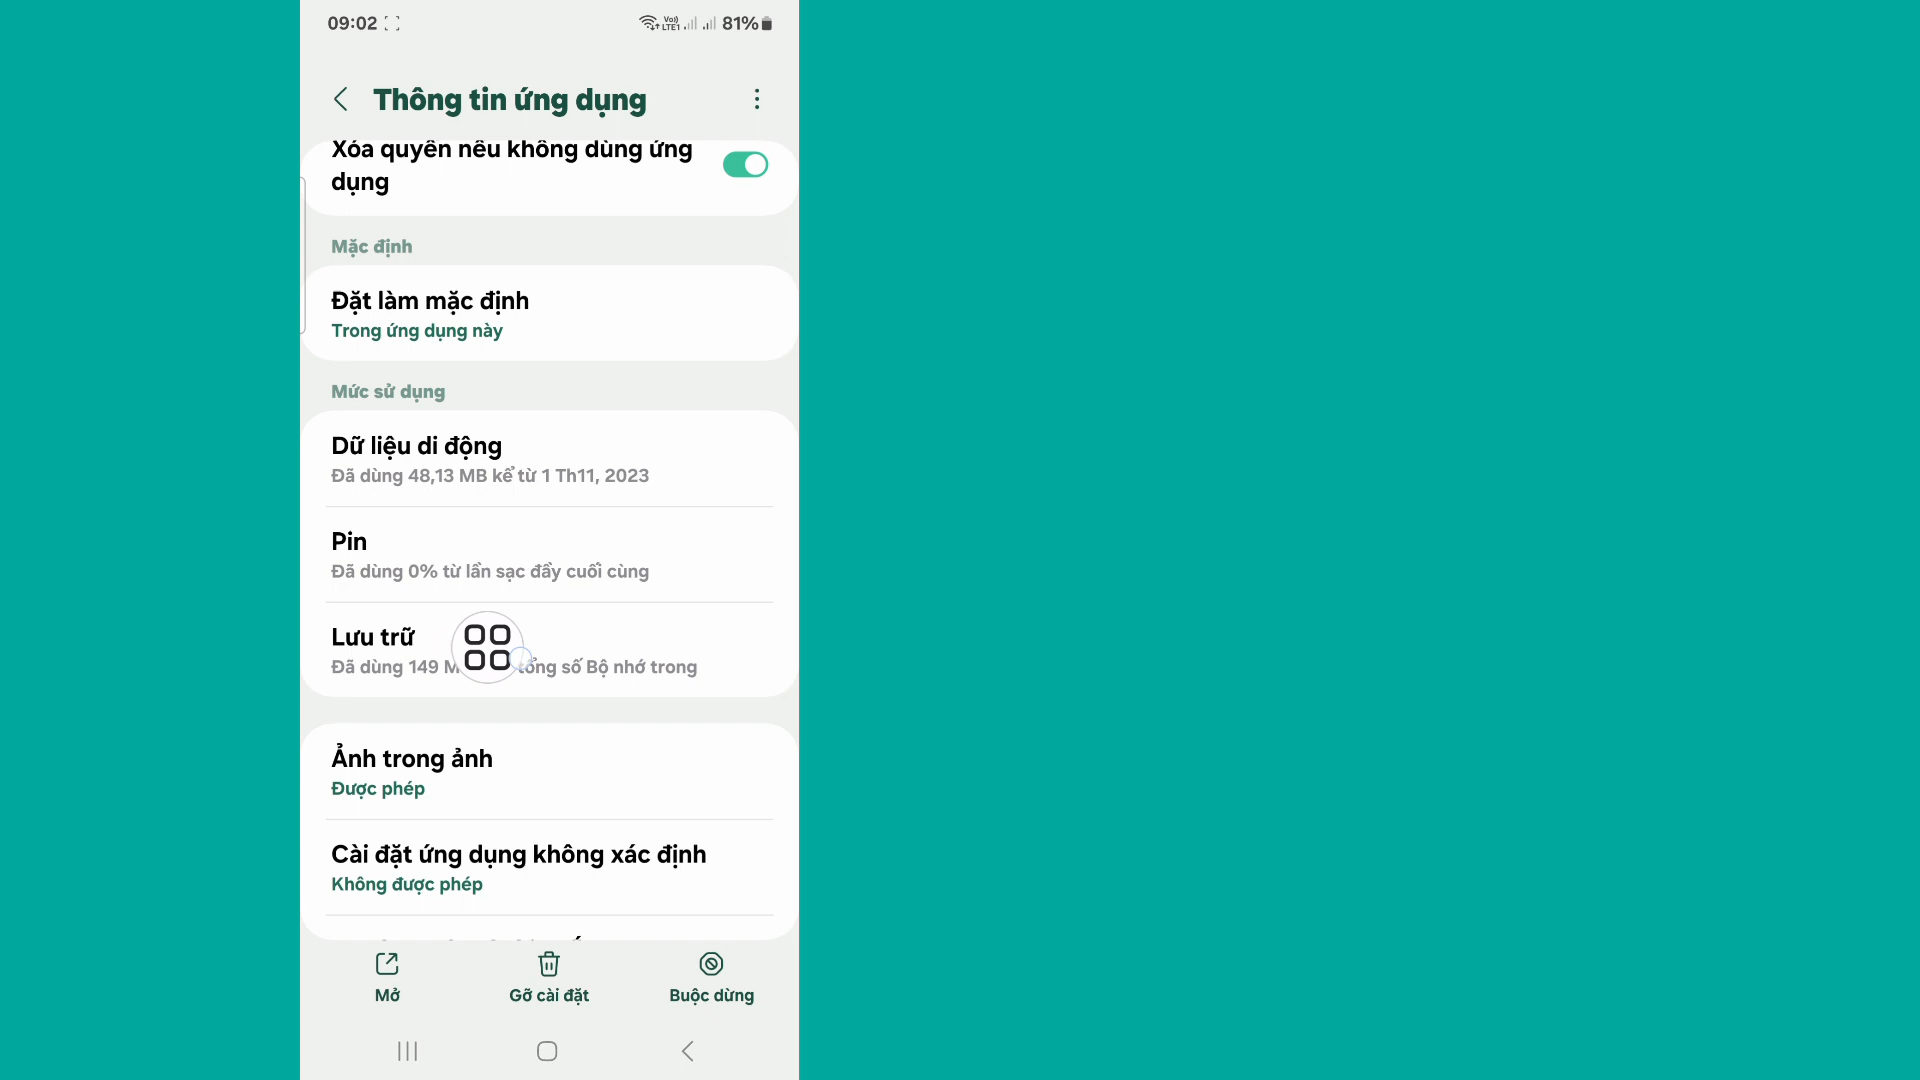 09:02 81%
Thông tin ứng dụng
Xóa quyền nếu không dùng ứng
dụng
Mặc định
Đặt làm mặc định
Trong ứng dụng này
Mức sử dụng
Dữ liệu di động
Đã dùng 48,13 MB kể từ 1 Th11, 2023
Pin
Đã dùng 0% từ lần sạc đầy cuối cùng
Lưu trữ
Đã dùng 149 M tổng số Bộ nhớ trong
Ảnh trong ảnh
Được phép
Cài đặt ứng dụng không xác định
Không được phép
Mở Gỡ cài đặt Buộc dừng